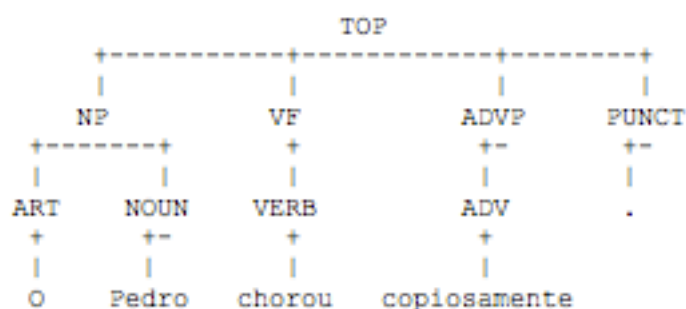 TOP
NP VF ADVP PUNCT
ART NOUN VERB ADV .
O Pedro chorou copiosamente